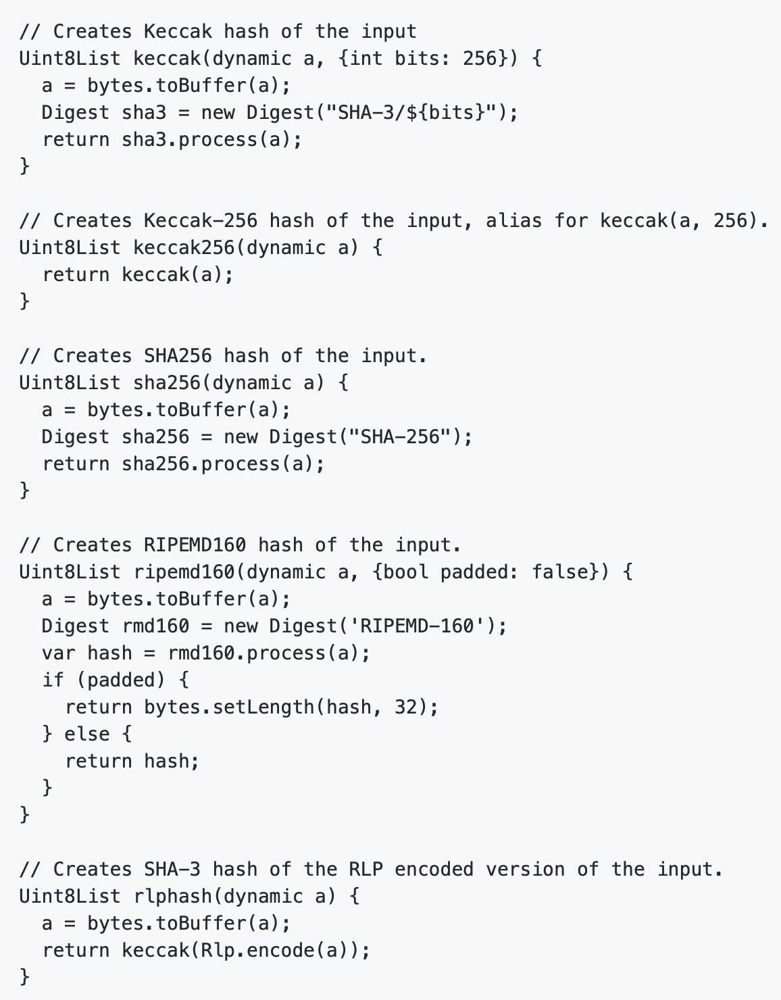 // Creates Keccak hash of the input
Uint8List keccak(dynamic a, {int bits: 256}) {
  a = bytes.toBuffer(a);
  Digest sha3 = new Digest("SHA-3/${bits}");
  return sha3.process(a);
}

// Creates Keccak-256 hash of the input, alias for keccak(a, 256).
Uint8List keccak256(dynamic a) {
  return keccak(a);
}

// Creates SHA256 hash of the input.
Uint8List sha256(dynamic a) {
  a = bytes.toBuffer(a);
  Digest sha256 = new Digest("SHA-256");
  return sha256.process(a);
}

// Creates RIPEMD160 hash of the input.
Uint8List ripemd160(dynamic a, {bool padded: false}) {
  a = bytes.toBuffer(a);
  Digest rmd160 = new Digest('RIPEMD-160');
  var hash = rmd160.process(a);
  if (padded) {
    return bytes.setLength(hash, 32);
  } else {
    return hash;
  }
}

// Creates SHA-3 hash of the RLP encoded version of the input.
Uint8List rlphash(dynamic a) {
  a = bytes.toBuffer(a);
  return keccak(Rlp.encode(a));
}